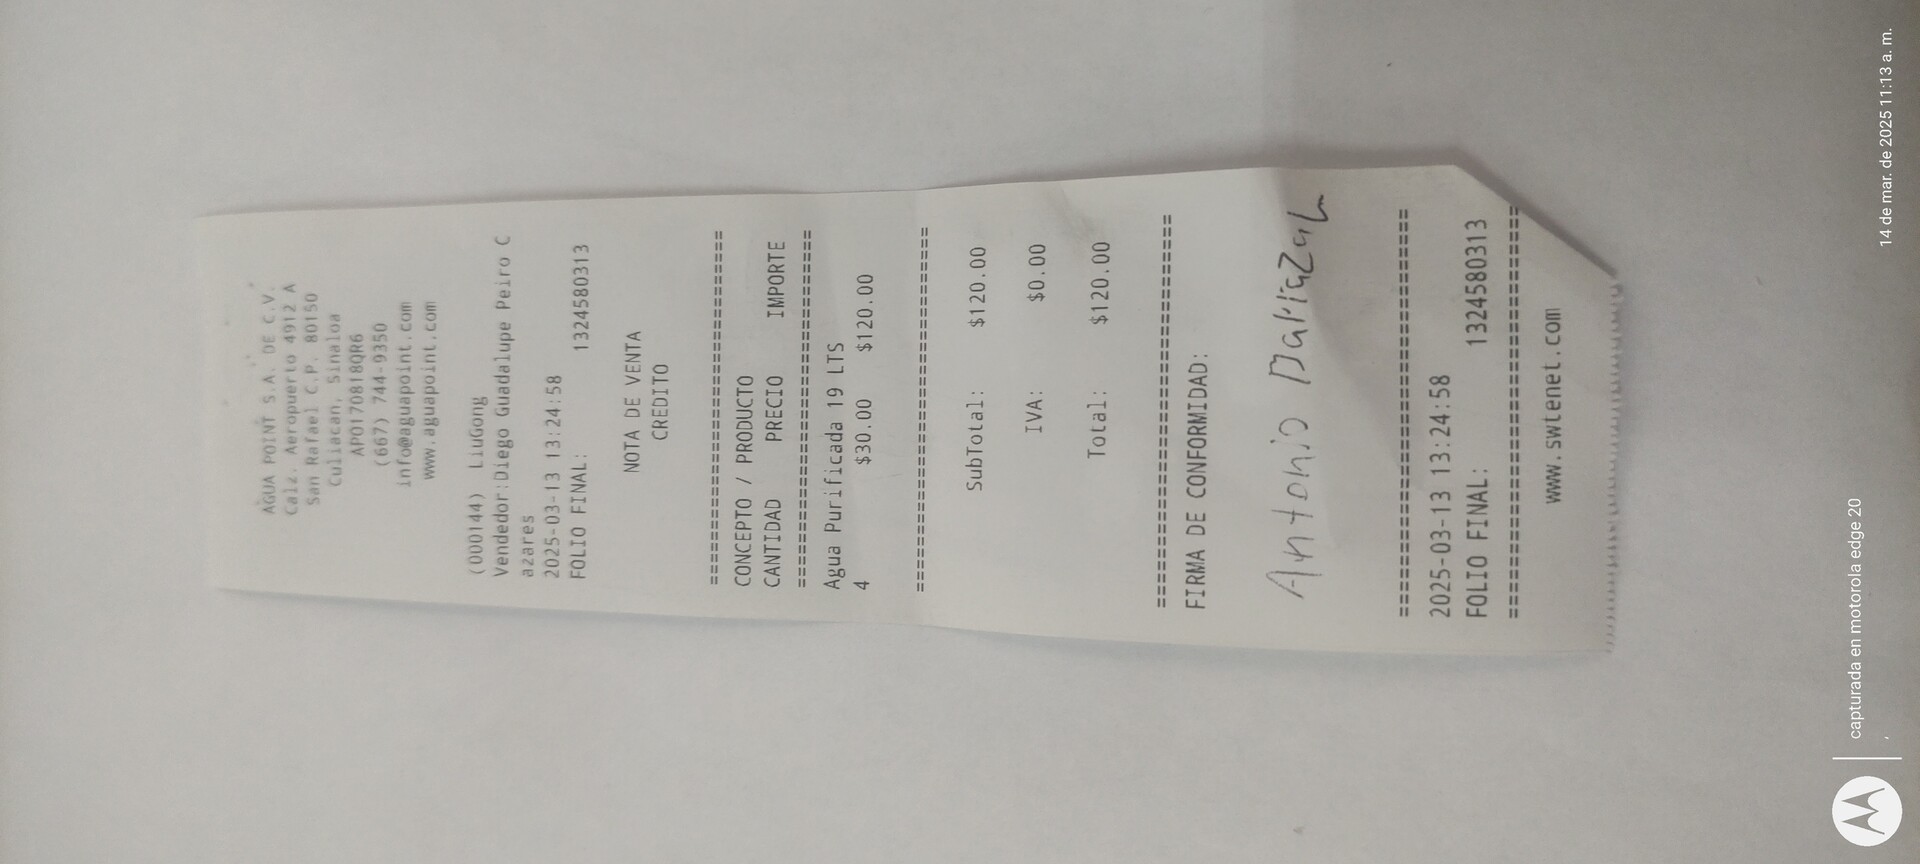 AGUA POINT S.A. DE C.V.
Calz. Aeropuerto 4912 A
San Rafael C.P. 80150
Culiacan, Sinaloa
APO170818QR6
(667) 744-9350
info@aguapoint.com
www.aguapoint.com
(000144) LiuGong
Vendedor:Diego Guadalupe Peiro C
azares
2025-03-13 13:24:58
FOLIO FINAL: 1324580313
NOTA DE VENTA
CREDITO
================================
CONCEPTO / PRODUCTO
CANTIDAD PRECIO IMPORTE
================================
Agua Purificada 19 LTS
4 $30.00 $120.00
================================
SubTotal: $120.00
IVA: $0.00
Total: $120.00
================================
FIRMA DE CONFORMIDAD:
Antonio
================================
2025-03-13 13:24:58
FOLIO FINAL: 1324580313
================================
www.swtenet.com
capturada en motorola edge 20
14 de mar. de 2025 11:13 a. m.